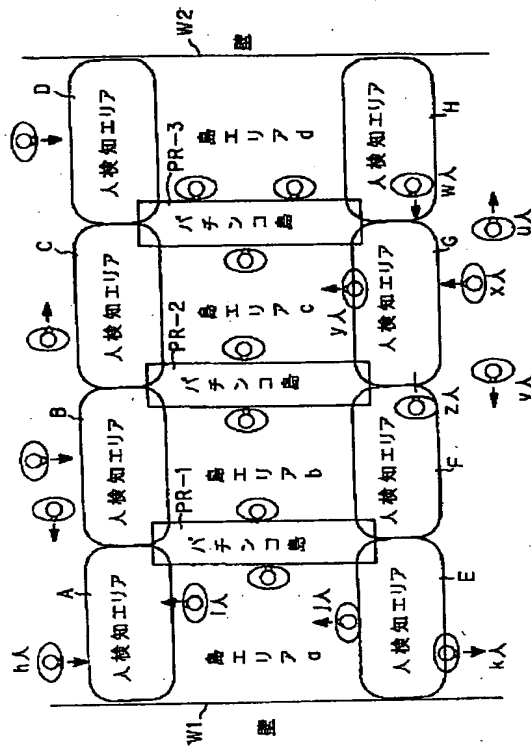 W1
壁
h人
A
人検知エリア
B
人検知エリア
C
人検知エリア
D
人検知エリア
W2
壁
i人
PR-1
PR-2
PR-3
島エリアa
パチンコ島
島エリアb
パチンコ島
島エリアc
パチンコ島
島エリアd
j人
y人
人検知エリア
E
人検知エリア
F
人検知エリア
G
人検知エリア
H
k人
z人
w人
v人
x人
u人